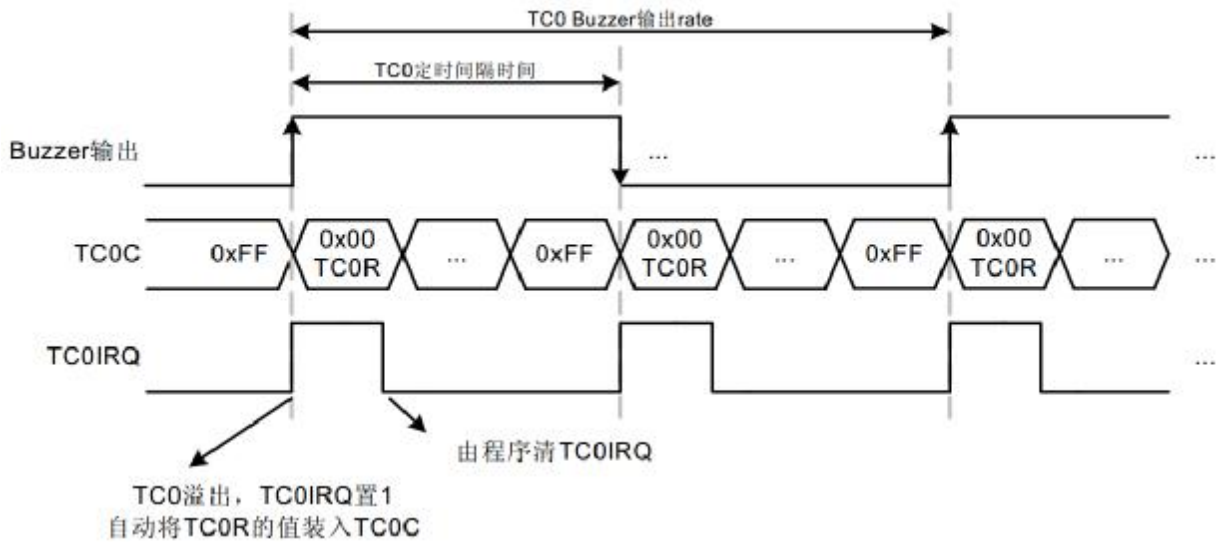 TC0 Buzzer输出rate
TC0定时间隔时间
Buzzer输出
...
...
TC0C
0xFF
0x00
TC0R
...
0xFF
0x00
TC0R
...
0xFF
0x00
TC0R
...
...
TC0IRQ
...
由程序清TC0IRQ
TC0溢出，TC0IRQ置1
自动将TC0R的值装入TC0C